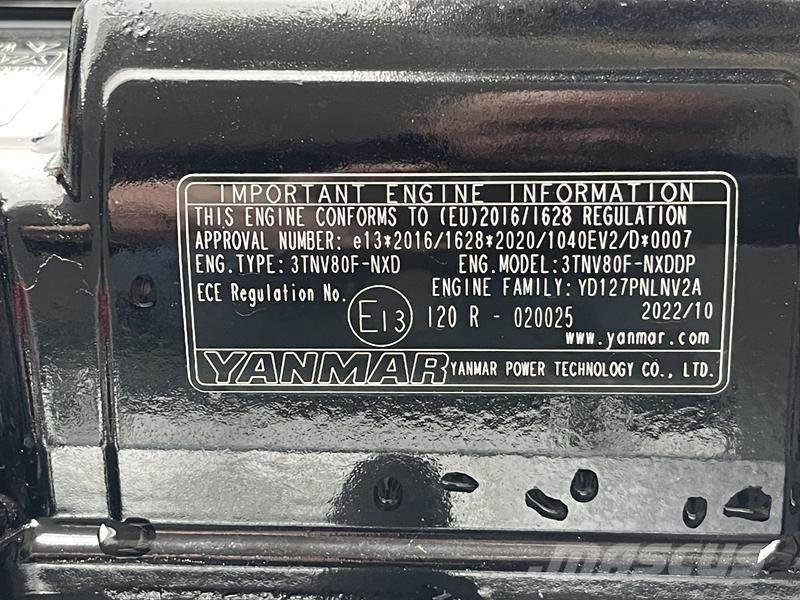 IMPORTANT ENGINE INFORMATION
THIS ENGINE CONFORMS TO (EU)2016/1628 REGULATION
APPROVAL NUMBER: e13*2016/1628*2020/1040EV2/D*0007
ENG.TYPE: 3TNV80F-NXD ENG.MODEL:3TNV80F-NXDDP
ECE Regulation No. ENGINE FAMILY: YD127PNLNV2A
E13 120 R - 020025 2022/10
www.yanmar.com
YANMAR YANMAR POWER TECHNOLOGY CO., LTD.
MASCUS